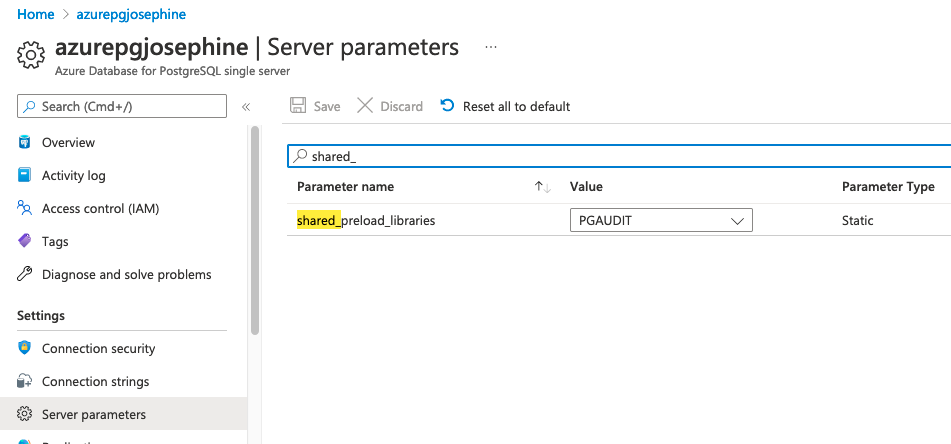 Home > azurepgjosephine
azurepgjosephine | Server parameters ...
Azure Database for PostgreSQL single server
Search (Cmd+/) «
Overview
Activity log
Access control (IAM)
Tags
Diagnose and solve problems
Settings
Connection security
Connection strings
Server parameters
Save Discard Reset all to default
shared_
Parameter name ↑↓ Value Parameter Type
shared_preload_libraries PGAUDIT Static